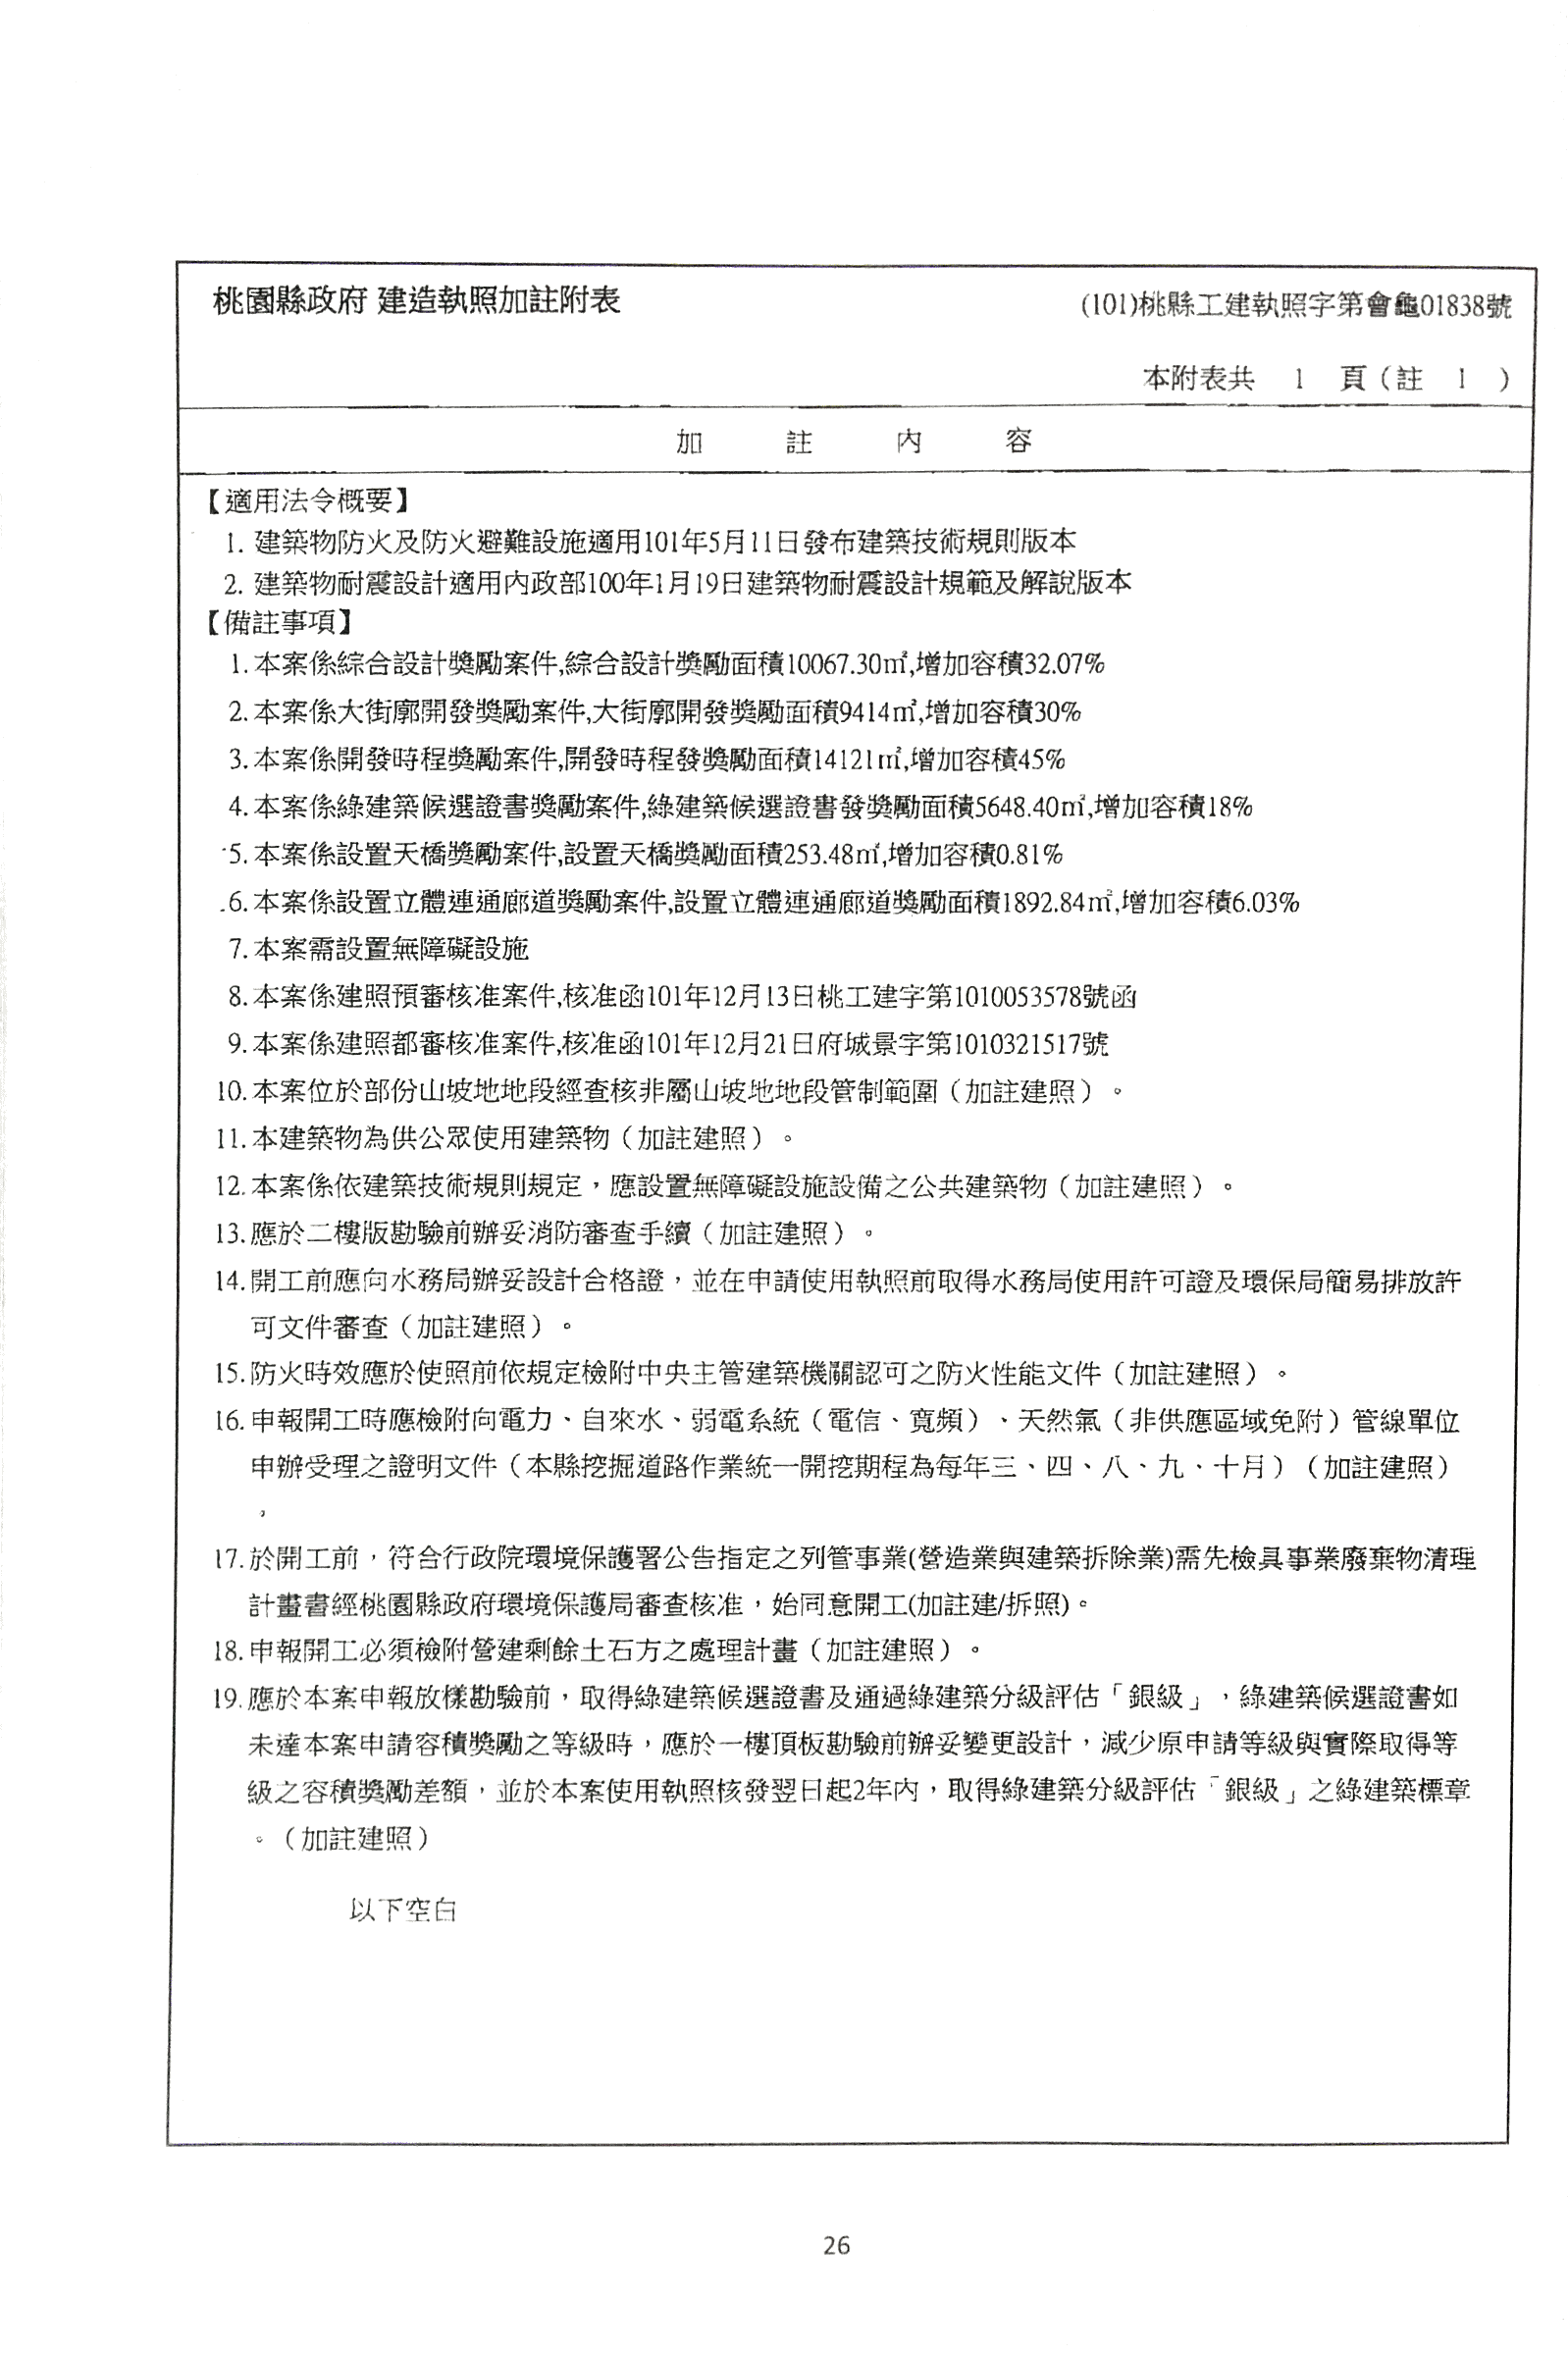 桃園縣政府 建造執照加註附表
(101)桃縣工建執照字第會龜01838號
本附表共 1 頁(註 1 )
加 註 內 容
【適用法令概要】
1. 建築物防火及防火避難設施適用101年5月11日發布建築技術規則版本
2. 建築物耐震設計適用內政部100年1月19日建築物耐震設計規範及解說版本
【備註事項】
1.本案係綜合設計獎勵案件,綜合設計獎勵面積10067.30㎡,增加容積32.07%
2.本案係大街廓開發獎勵案件,大街廓開發獎勵面積9414㎡,增加容積30%
3.本案係開發時程獎勵案件,開發時程發獎勵面積14121㎡,增加容積45%
4.本案係綠建築候選證書獎勵案件,綠建築候選證書發獎勵面積5648.40㎡,增加容積18%
5.本案係設置天橋獎勵案件,設置天橋獎勵面積253.48㎡,增加容積0.81%
6.本案係設置立體連通廊道獎勵案件,設置立體連通廊道獎勵面積1892.84㎡,增加容積6.03%
7.本案需設置無障礙設施
8.本案係建照預審核准案件,核准函101年12月13日桃工建字第1010053578號函
9.本案係建照都審核准案件,核准函101年12月21日府城景字第1010321517號
10.本案位於部份山坡地地段經查核非屬山坡地地段管制範圍（加註建照）。
11.本建築物為供公眾使用建築物（加註建照）。
12.本案係依建築技術規則規定，應設置無障礙設施設備之公共建築物（加註建照）。
13.應於二樓版勘驗前辦妥消防審查手續（加註建照）。
14.開工前應向水務局辦妥設計合格證，並在申請使用執照前取得水務局使用許可證及環保局簡易排放許
可文件審查（加註建照）。
15.防火時效應於使照前依規定檢附中央主管建築機關認可之防火性能文件（加註建照）。
16.申報開工時應檢附向電力、自來水、弱電系統（電信、寬頻）、天然氣（非供應區域免附）管線單位
申辦受理之證明文件（本縣挖掘道路作業統一開挖期程為每年三、四、八、九、十月）（加註建照）
。
17.於開工前，符合行政院環境保護署公告指定之列管事業(營造業與建築拆除業)需先檢具事業廢棄物清理
計畫書經桃園縣政府環境保護局審查核准，始同意開工(加註建/拆照)。
18.申報開工必須檢附營建剩餘土石方之處理計畫（加註建照）。
19.應於本案申報放樣勘驗前，取得綠建築候選證書及通過綠建築分級評估「銀級」，綠建築候選證書如
未達本案申請容積獎勵之等級時，應於一樓頂板勘驗前辦妥變更設計，減少原申請等級與實際取得等
級之容積獎勵差額，並於本案使用執照核發翌日起2年內，取得綠建築分級評估「銀級」之綠建築標章
。（加註建照）
以下空白
26